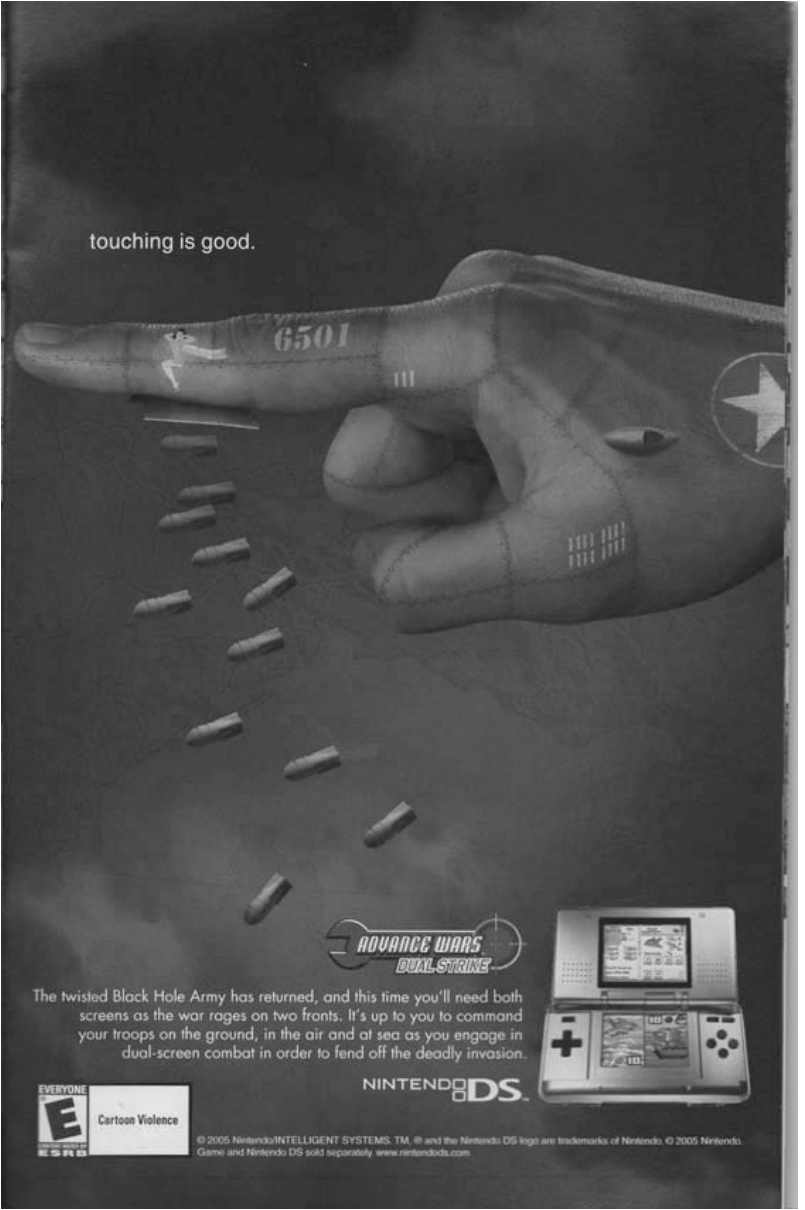 touching is good.
6501
ADVANCE WARS
DUAL STRIKE
The twisted Black Hole Army has returned, and this time you'll need both
screens as the war rages on two fronts. It's up to you to command
your troops on the ground, in the air and at sea as you engage in
dual-screen combat in order to fend off the deadly invasion.
NINTENDO DS™
EVERYONE
E
Cartoon Violence
CONTENT RATED BY
ESRB
© 2005 Nintendo/INTELLIGENT SYSTEMS. TM, ® and the Nintendo DS logo are trademarks of Nintendo. © 2005 Nintendo.
Game and Nintendo DS sold separately. www.nintendods.com